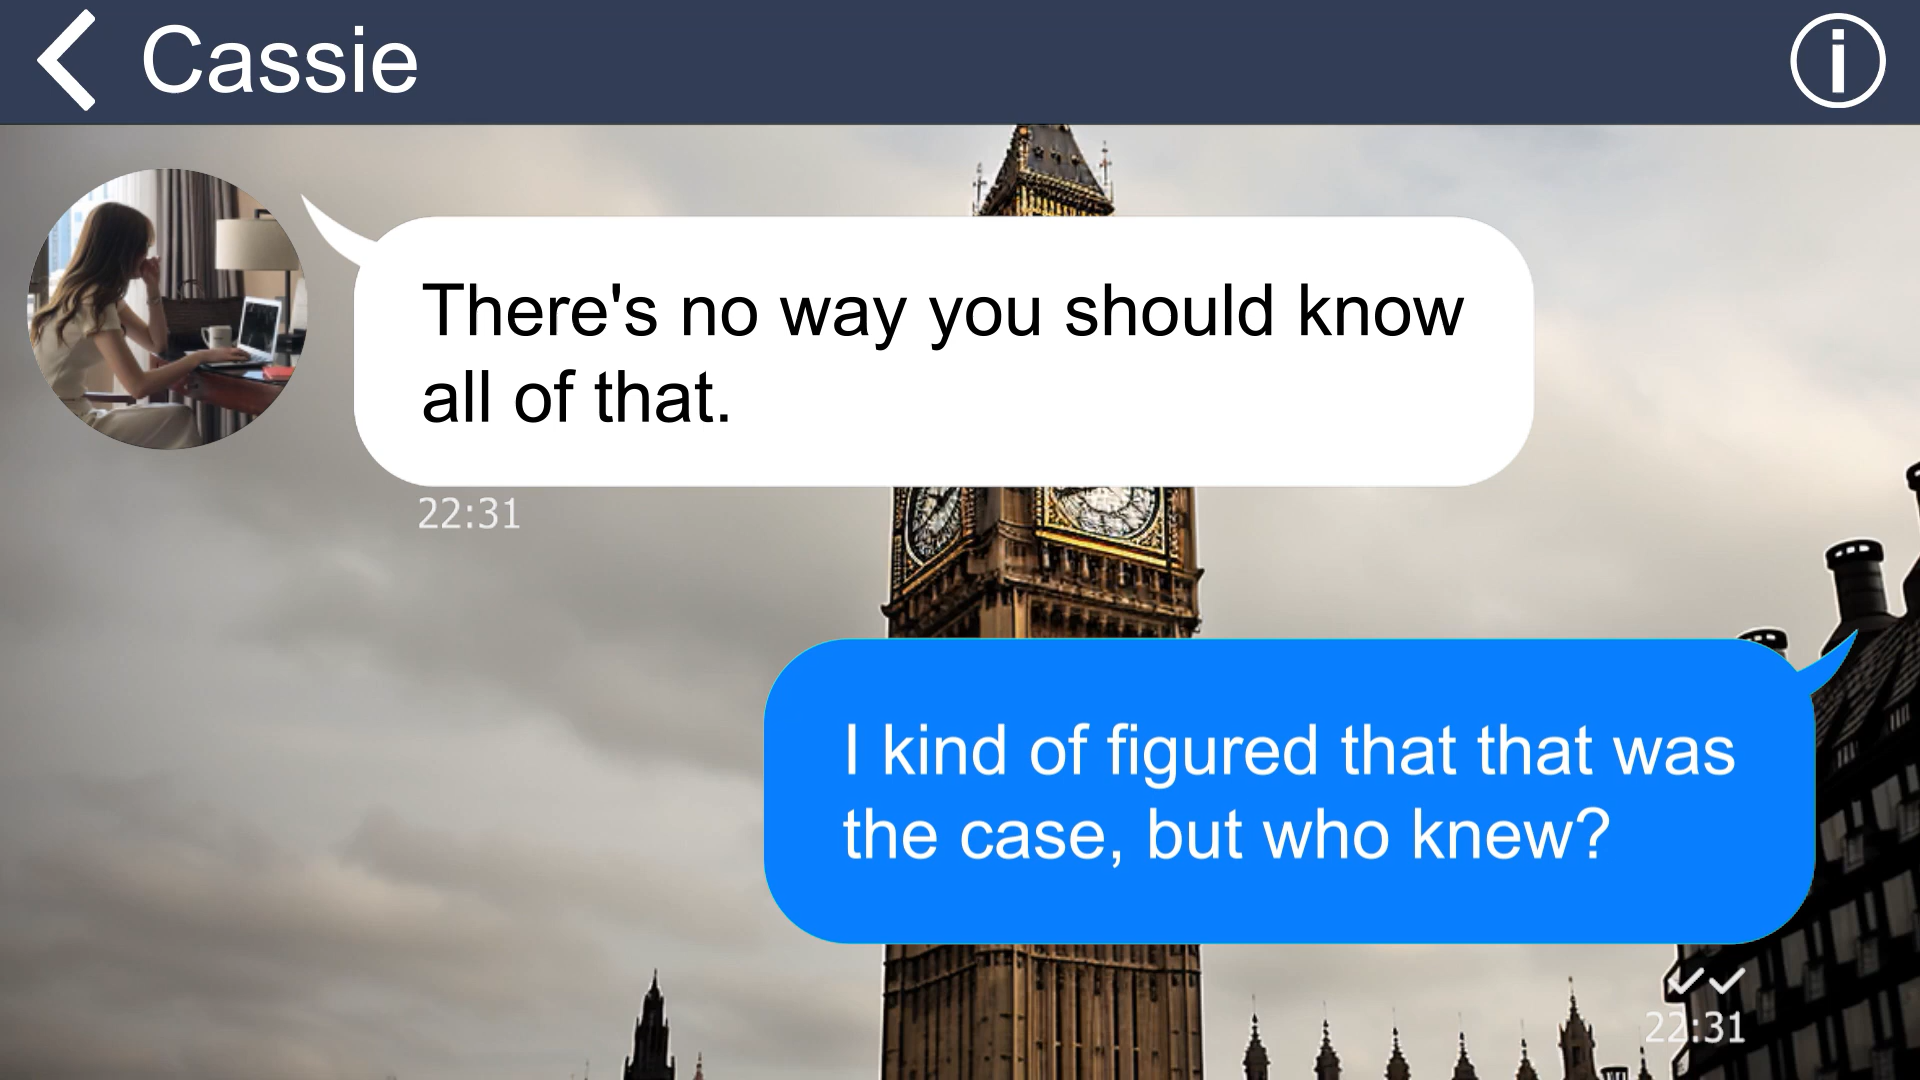 Cassie
There's no way you should know
all of that.
22:31
I kind of figured that that was
the case, but who knew?
22:31